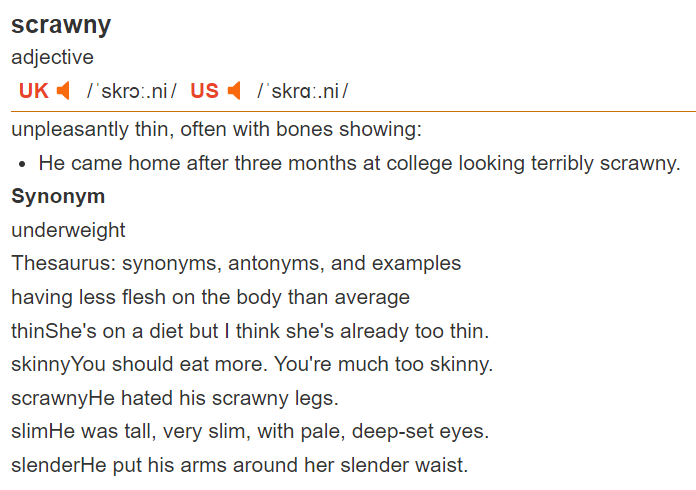 scrawny
adjective
UK /ˈskrɔː.ni/ US /ˈskrɑː.ni/
unpleasantly thin, often with bones showing:
• He came home after three months at college looking terribly scrawny.
Synonym
underweight
Thesaurus: synonyms, antonyms, and examples
having less flesh on the body than average
thinShe's on a diet but I think she's already too thin.
skinnyYou should eat more. You're much too skinny.
scrawnyHe hated his scrawny legs.
slimHe was tall, very slim, with pale, deep-set eyes.
slenderHe put his arms around her slender waist.